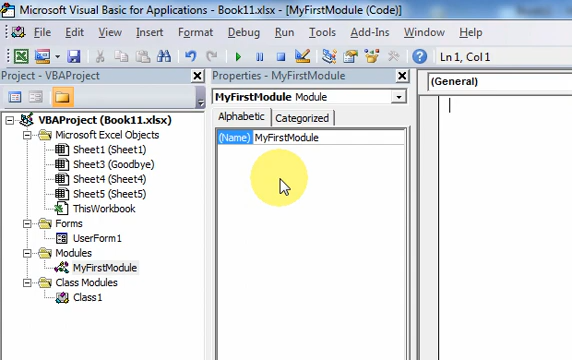 Microsoft Visual Basic for Applications - Book11.xlsx - [MyFirstModule (Code)]
File Edit View Insert Format Debug Run Tools Add-Ins Window Help
Ln 1, Col 1
Project - VBAProject
VBAProject (Book11.xlsx)
Microsoft Excel Objects
Sheet1 (Sheet1)
Sheet3 (Goodbye)
Sheet4 (Sheet4)
Sheet5 (Sheet5)
ThisWorkbook
Forms
UserForm1
Modules
MyFirstModule
Class Modules
Class1
Properties - MyFirstModule
MyFirstModule Module
Alphabetic Categorized
(Name) MyFirstModule
(General)